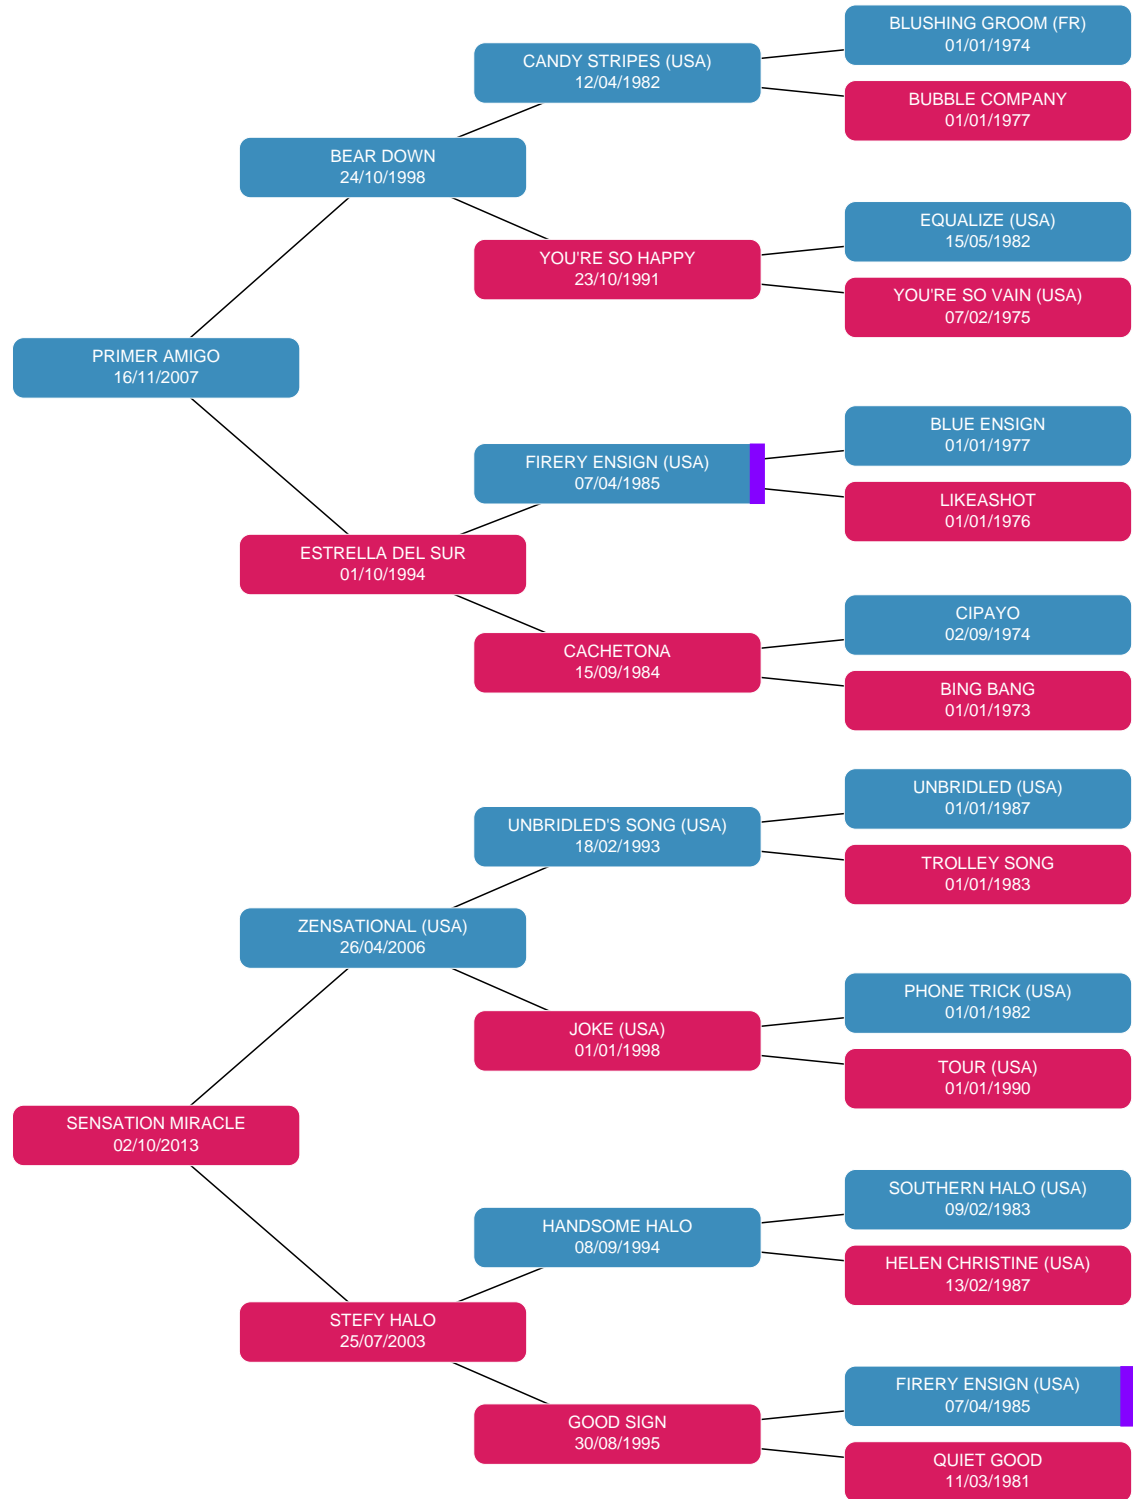 BLUSHING GROOM (FR)
01/01/1974
CANDY STRIPES (USA)
12/04/1982
BUBBLE COMPANY
01/01/1977
BEAR DOWN
24/10/1998
EQUALIZE (USA)
15/05/1982
YOU'RE SO HAPPY
23/10/1991
YOU'RE SO VAIN (USA)
07/02/1975
PRIMER AMIGO
16/11/2007
BLUE ENSIGN
01/01/1977
FIRERY ENSIGN (USA)
07/04/1985
LIKEASHOT
01/01/1976
ESTRELLA DEL SUR
01/10/1994
CIPAYO
02/09/1974
CACHETONA
15/09/1984
BING BANG
01/01/1973
UNBRIDLED (USA)
01/01/1987
UNBRIDLED'S SONG (USA)
18/02/1993
TROLLEY SONG
01/01/1983
ZENSATIONAL (USA)
26/04/2006
PHONE TRICK (USA)
01/01/1982
JOKE (USA)
01/01/1998
TOUR (USA)
01/01/1990
SENSATION MIRACLE
02/10/2013
SOUTHERN HALO (USA)
09/02/1983
HANDSOME HALO
08/09/1994
HELEN CHRISTINE (USA)
13/02/1987
STEFY HALO
25/07/2003
FIRERY ENSIGN (USA)
07/04/1985
GOOD SIGN
30/08/1995
QUIET GOOD
11/03/1981